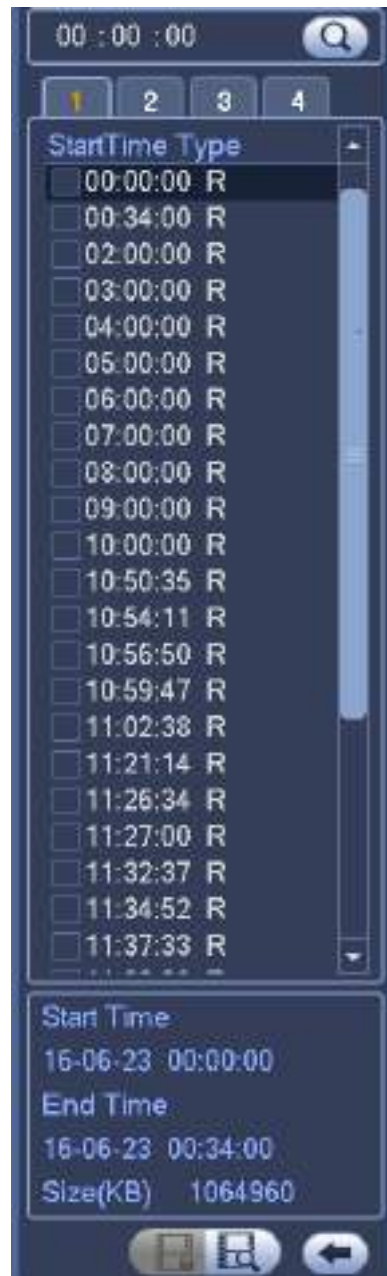 00 : 00 : 00
1 2 3 4
StartTime Type
00:00:00 R
00:34:00 R
02:00:00 R
03:00:00 R
04:00:00 R
05:00:00 R
06:00:00 R
07:00:00 R
08:00:00 R
09:00:00 R
10:00:00 R
10:50:35 R
10:54:11 R
10:56:50 R
10:59:47 R
11:02:38 R
11:21:14 R
11:26:34 R
11:27:00 R
11:32:37 R
11:34:52 R
11:37:33 R
Start Time
16-06-23 00:00:00
End Time
16-06-23 00:34:00
Size(KB) 1064960